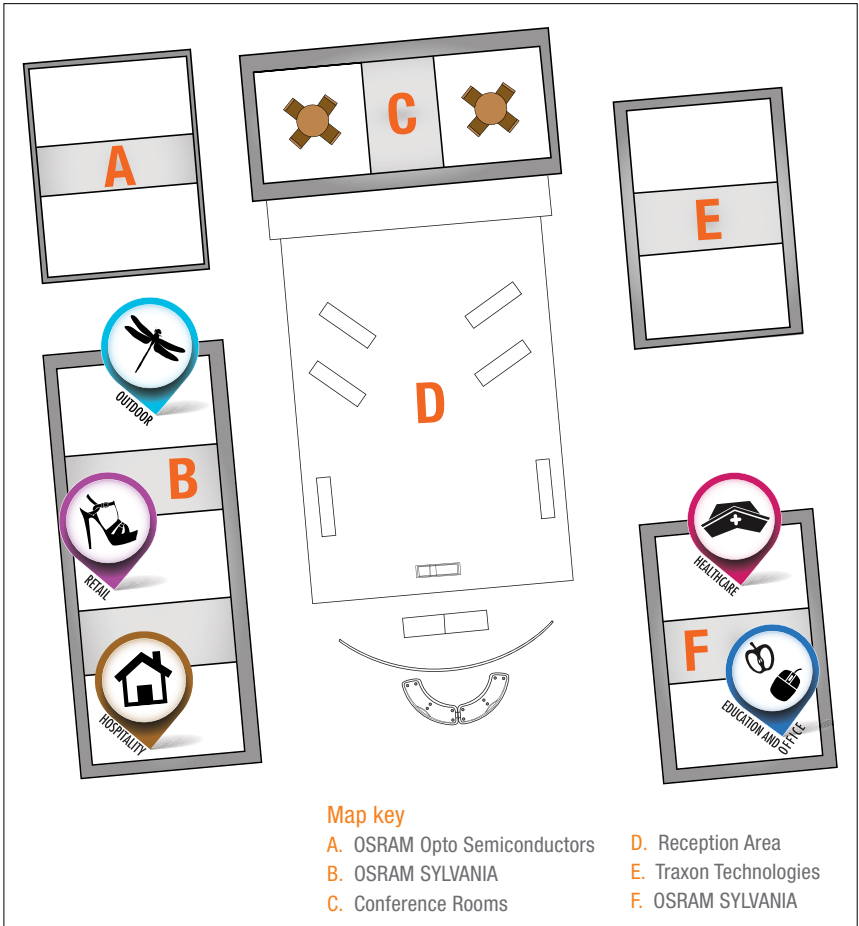 C
A
E
OUTDOOR
D
B
RETAIL
HEALTHCARE
F
HOSPITALITY
EDUCATION AND
OFFICE
Map key
A. OSRAM Opto Semiconductors
B. OSRAM SYLVANIA
C. Conference Rooms
D. Reception Area
E. Traxon Technologies
F. OSRAM SYLVANIA